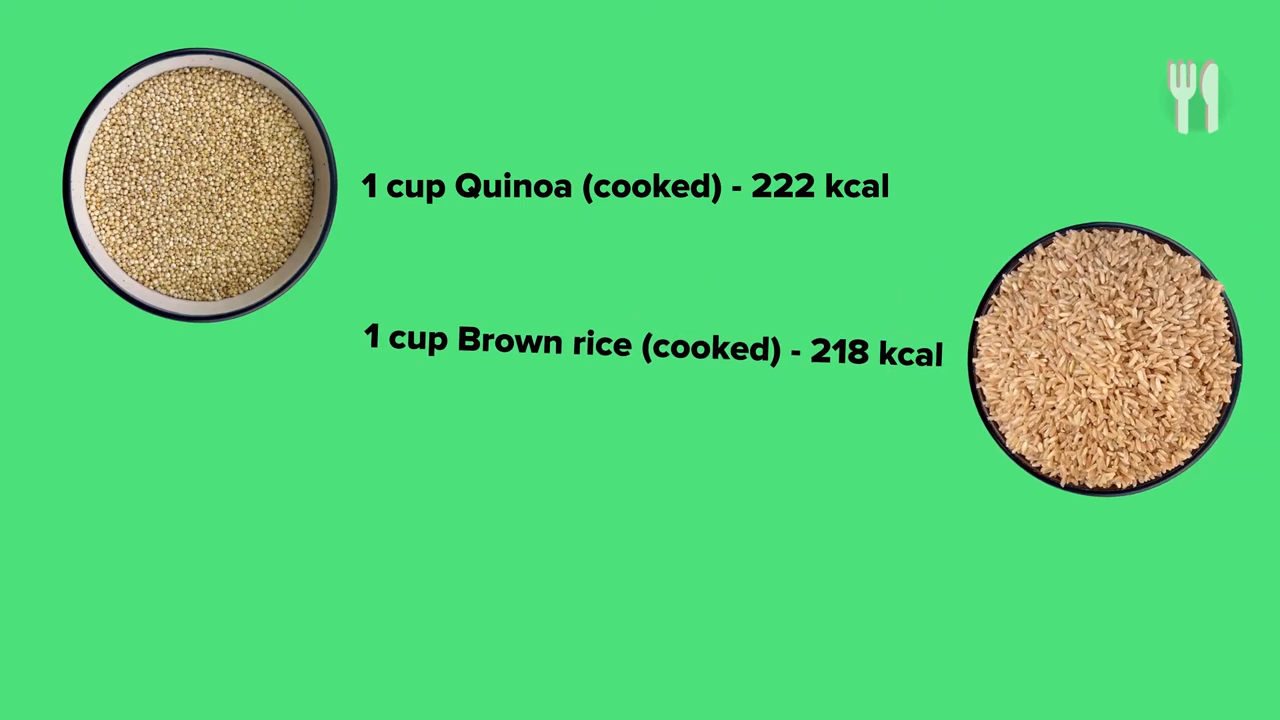 1 cup Quinoa (cooked) - 222 kcal
1 cup Brown rice (cooked) - 218 kcal